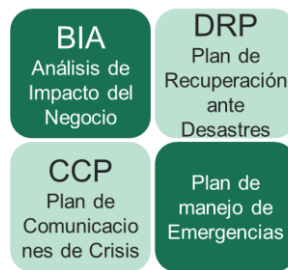 BIA
Análisis de
Impacto del
Negocio
DRP
Plan de
Recuperación
ante
Desastres
CCP
Plan de
Comunicacio
nes de Crisis
Plan de
manejo de
Emergencias